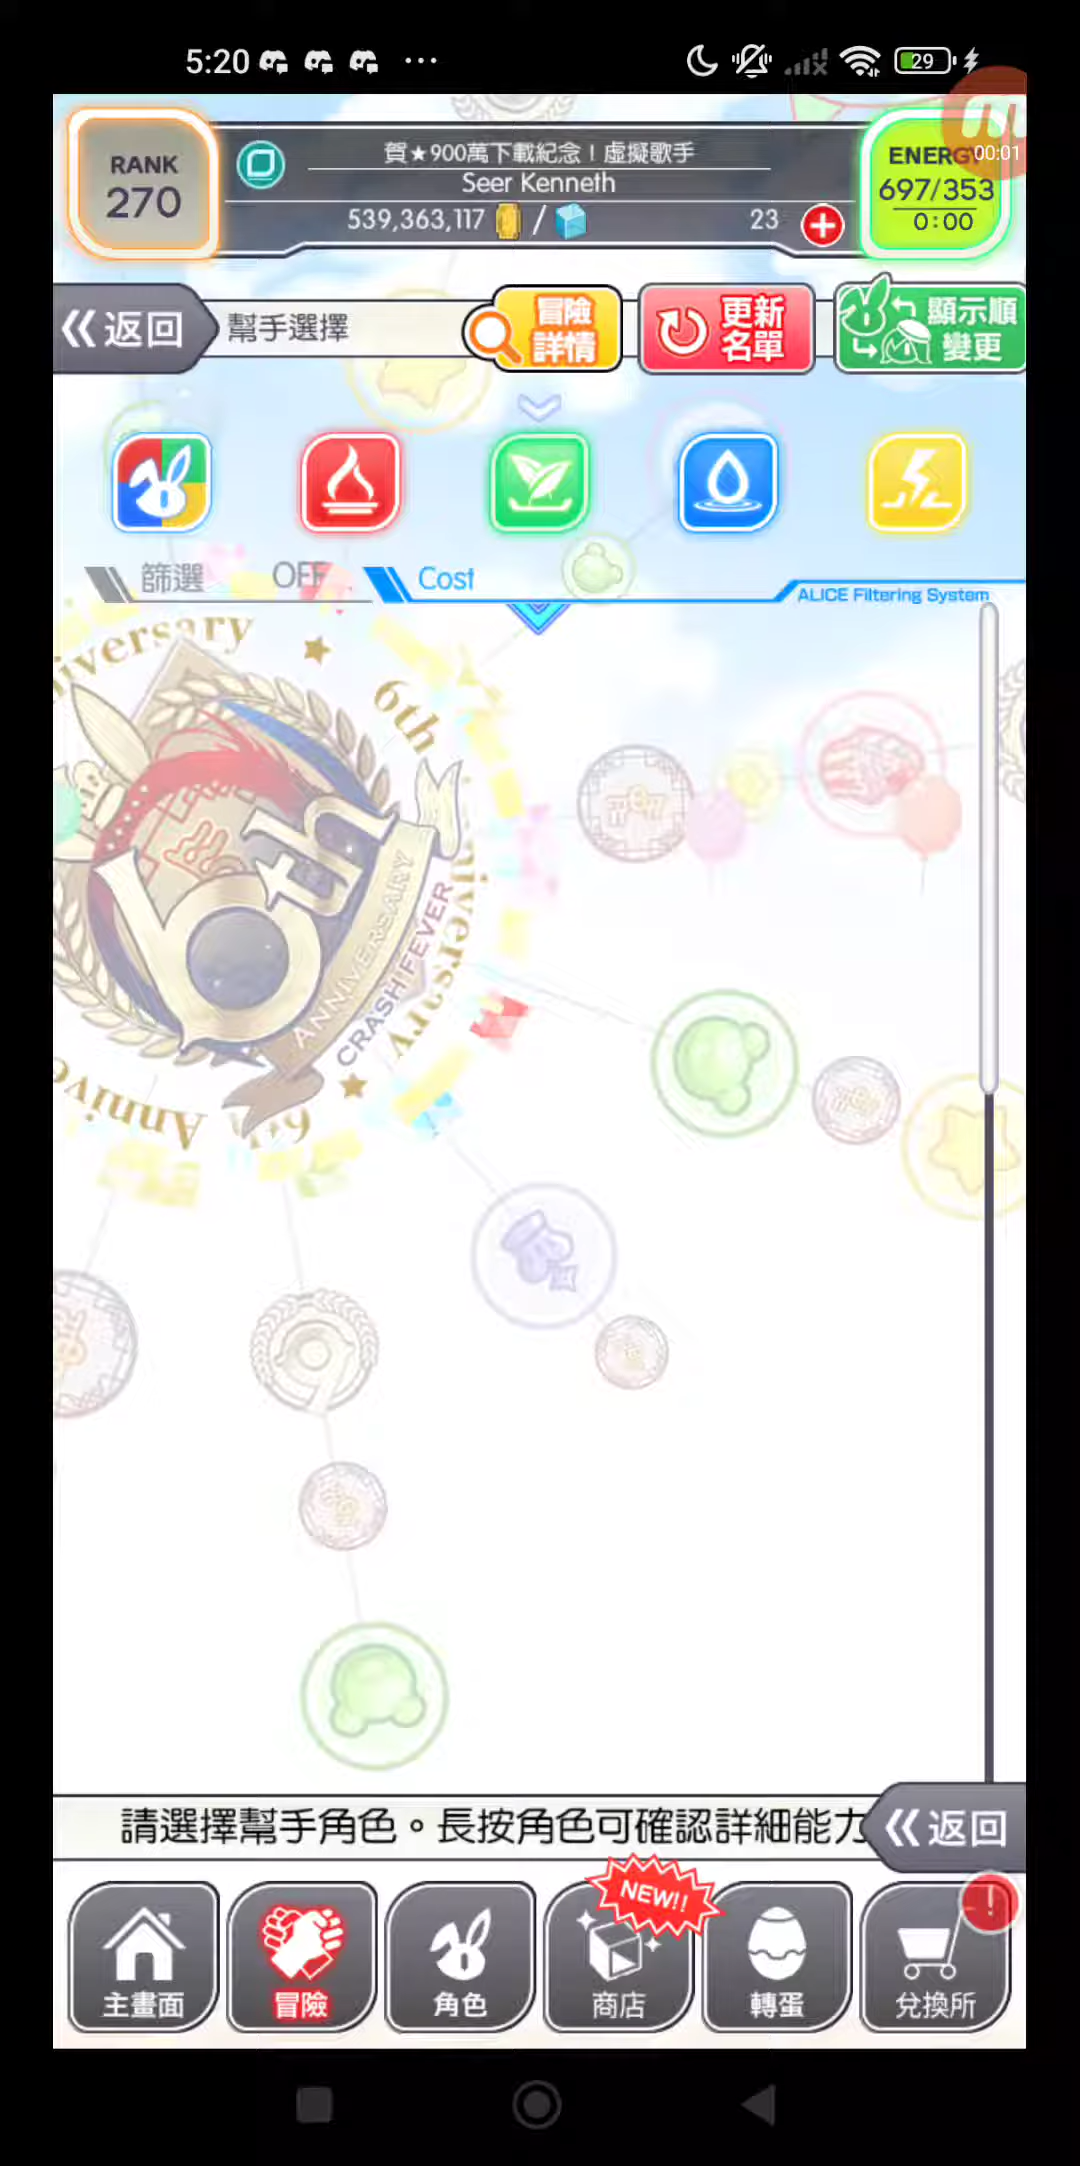 5:20
29
00:01
RANK
270
賀★900萬下載紀念！虛擬歌手
Seer Kenneth
539,363,117 / 23
ENERGY
697/353
0:00
返回
幫手選擇
冒險
詳情
更新
名單
顯示順
變更
篩選 OFF Cost
ALICE Filtering System
6th
ANNIVERSARY
CRASH FEVER
6th Anniversary
請選擇幫手角色。長按角色可確認詳細能力
返回
NEW!!
主畫面
冒險
角色
商店
轉蛋
兌換所